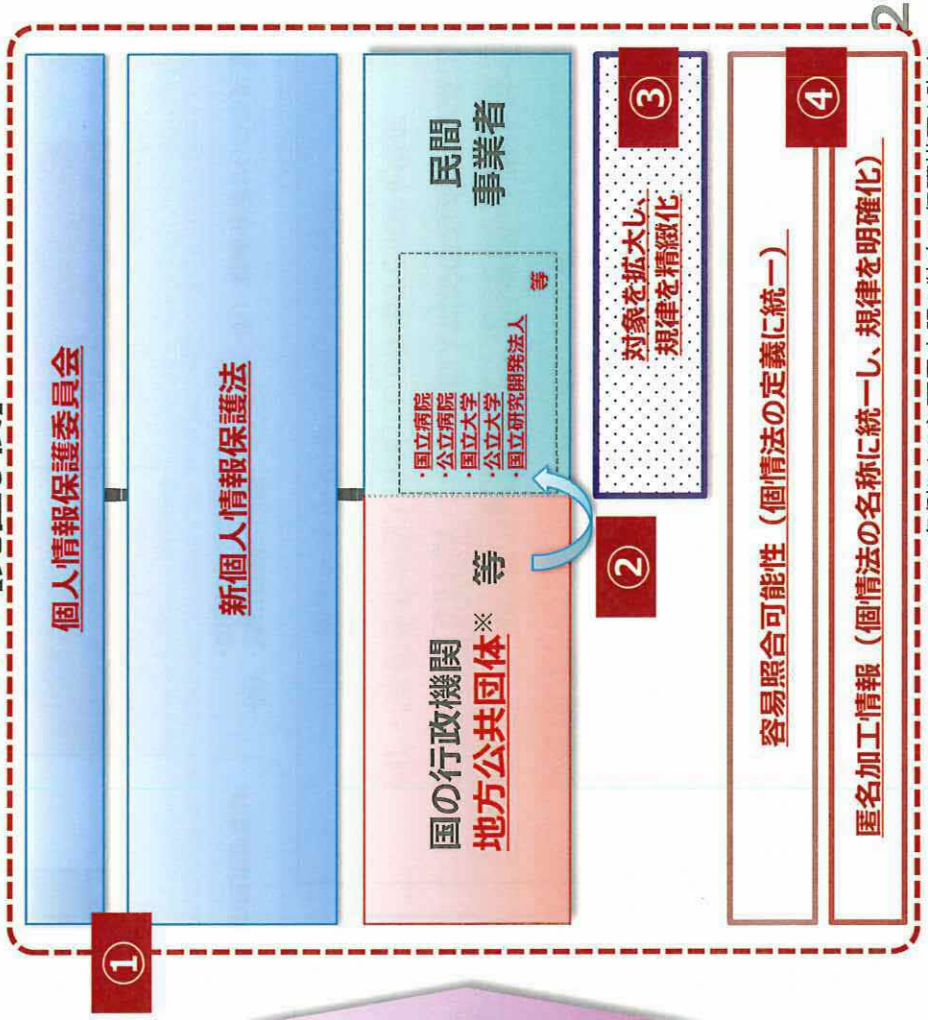 ①
個人情報保護委員会
新個人情報保護法
国の行政機関
地方公共団体※ 等
民間
事業者
・国立病院
・公立病院
・国立大学
・公立大学
・国立研究開発法人
等
②
③
対象を拡大し、
規律を精緻化
④
容易照合可能性（個情法の定義に統一）
匿名加工情報（個情法の名称に統一し、規律を明確化）
2